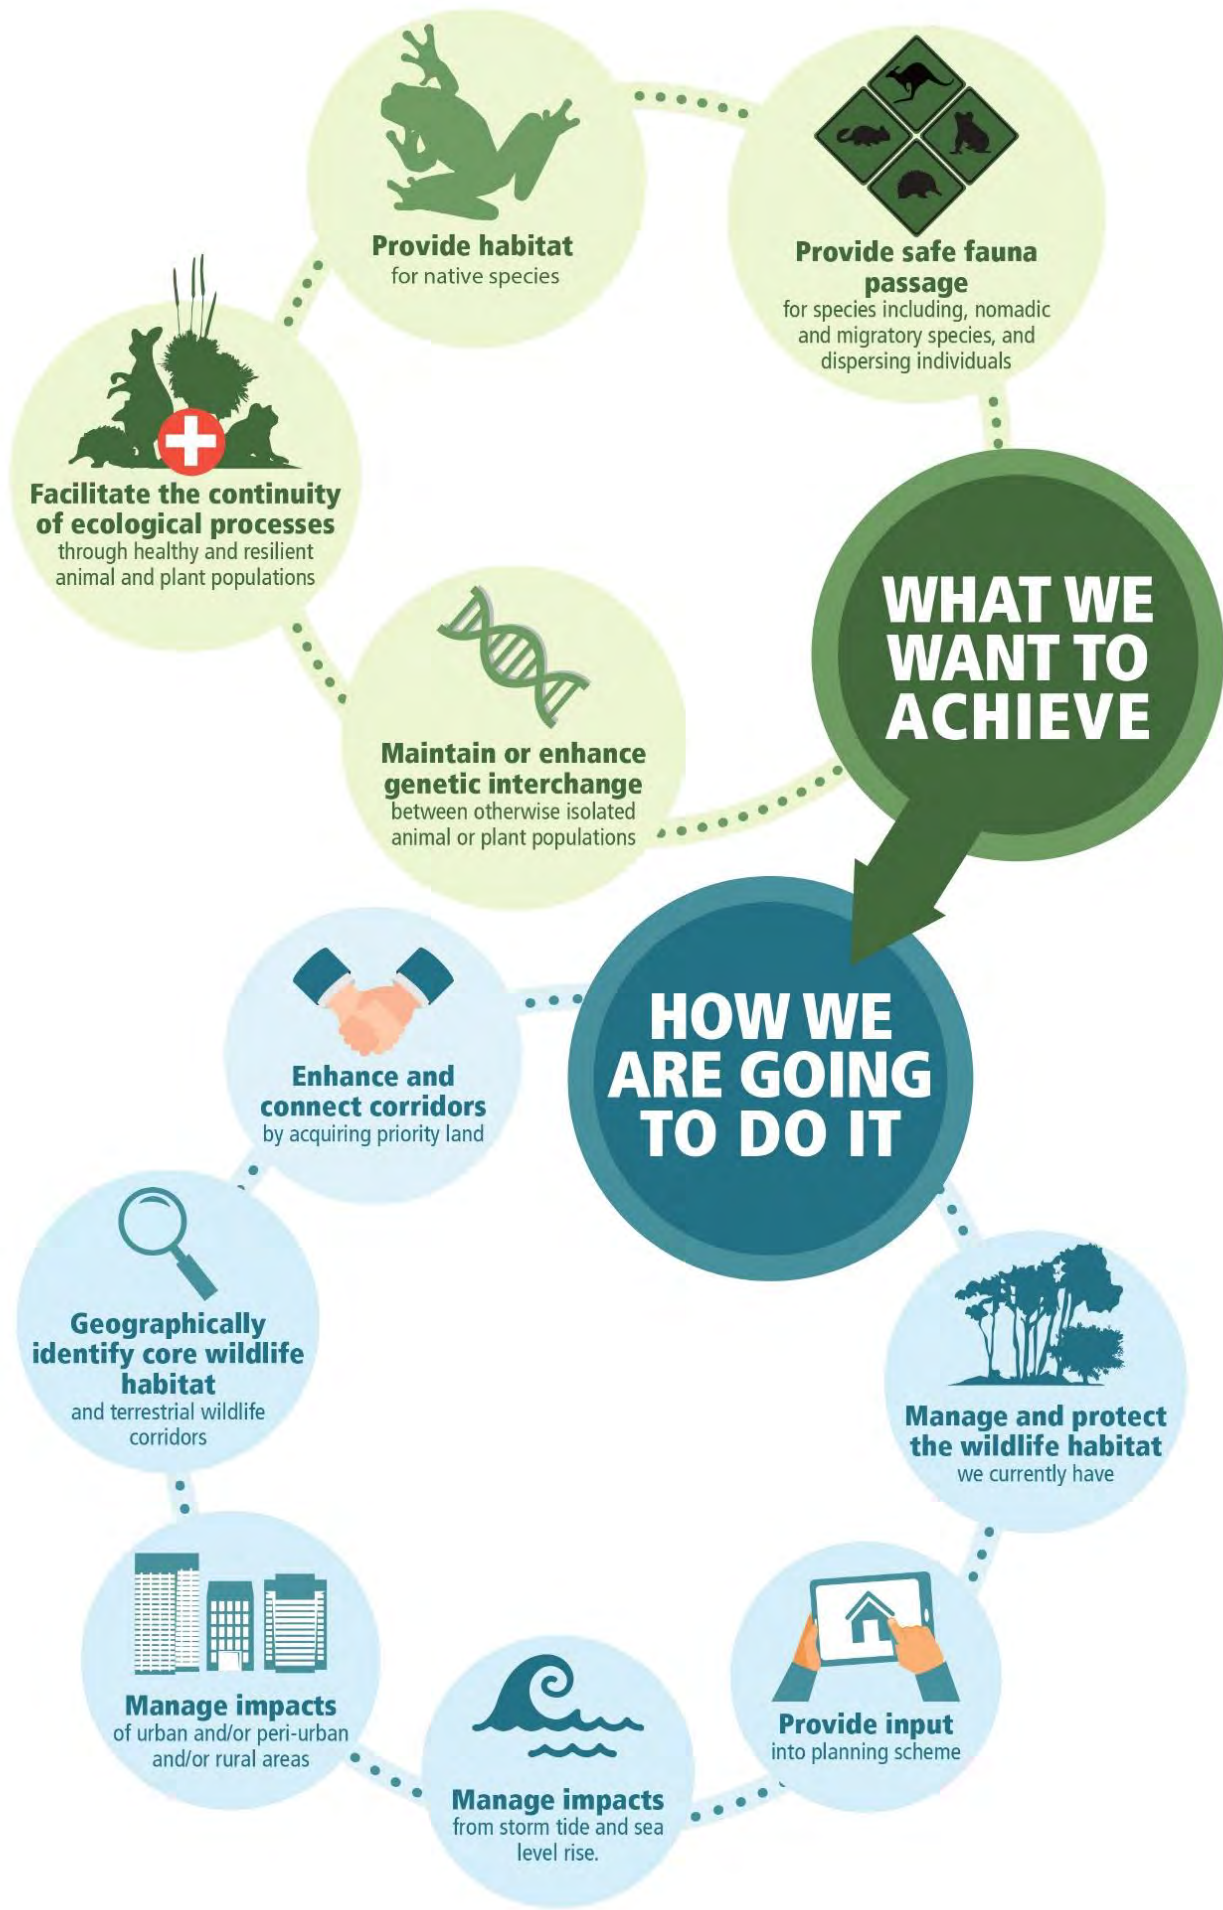 Provide habitat
for native species
Provide safe fauna
passage
for species including, nomadic
and migratory species, and
dispersing individuals
Facilitate the continuity
of ecological processes
through healthy and resilient
animal and plant populations
WHAT WE
WANT TO
ACHIEVE
Maintain or enhance
genetic interchange
between otherwise isolated
animal or plant populations
HOW WE
ARE GOING
TO DO IT
Enhance and
connect corridors
by acquiring priority land
Geographically
identify core wildlife
habitat
and terrestrial wildlife
corridors
Manage and protect
the wildlife habitat
we currently have
Manage impacts
of urban and/or peri-urban
and/or rural areas
Provide input
into planning scheme
Manage impacts
from storm tide and sea
level rise.